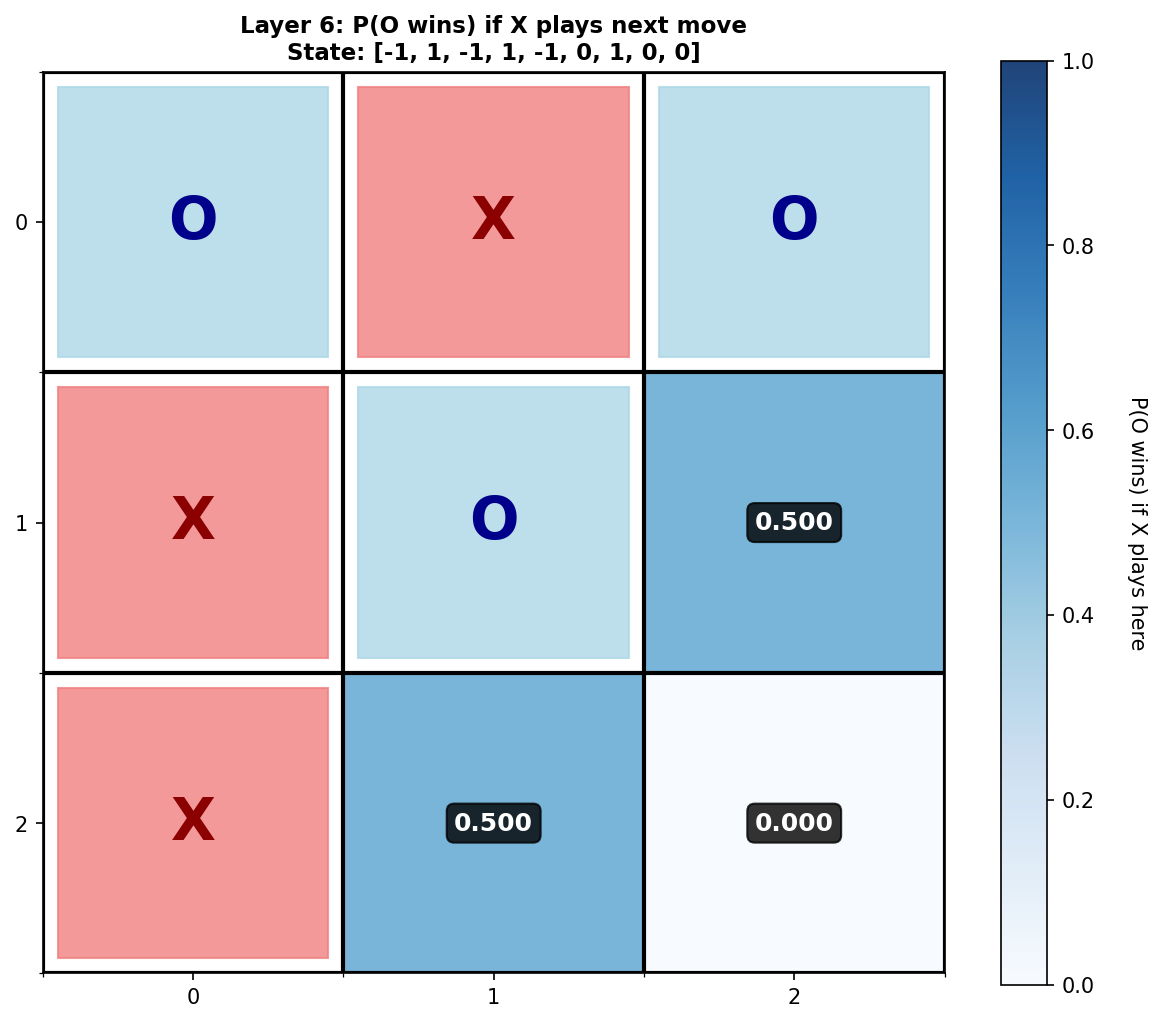 Layer 6: P(O wins) if X plays next move
State: [-1, 1, -1, 1, -1, 0, 1, 0, 0]
0
O
X
O
1
X
O
0.500
2
X
0.500
0.000
0
1
2
1.0
0.8
0.6
0.4
0.2
0.0
P(O wins) if X plays here